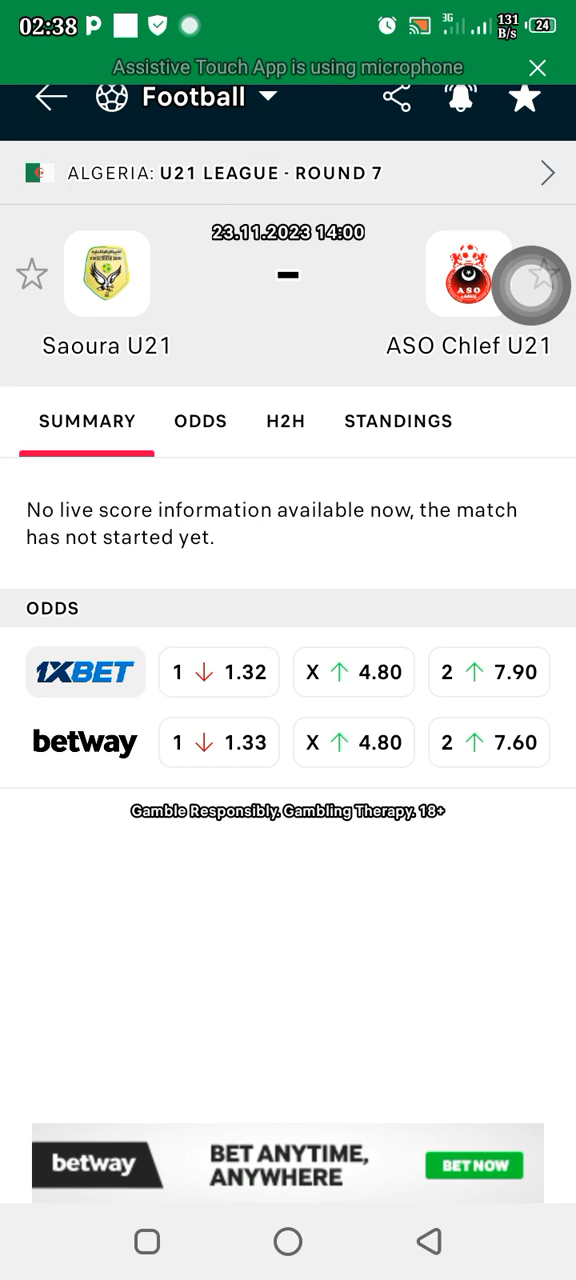 02:38
3G
131 B/s
24
Assistive Touch App is using microphone
Football
ALGERIA: U21 LEAGUE - ROUND 7
23.11.2023 14:00
-
ASO
Saoura U21
ASO Chlef U21
SUMMARY ODDS H2H STANDINGS
No live score information available now, the match
has not started yet.
ODDS
1XBET 1 ↓ 1.32 X ↑ 4.80 2 ↑ 7.90
betway 1 ↓ 1.33 X ↑ 4.80 2 ↑ 7.60
Gamble Responsibly. Gambling Therapy. 18+
betway
BET ANYTIME,
ANYWHERE
BET NOW